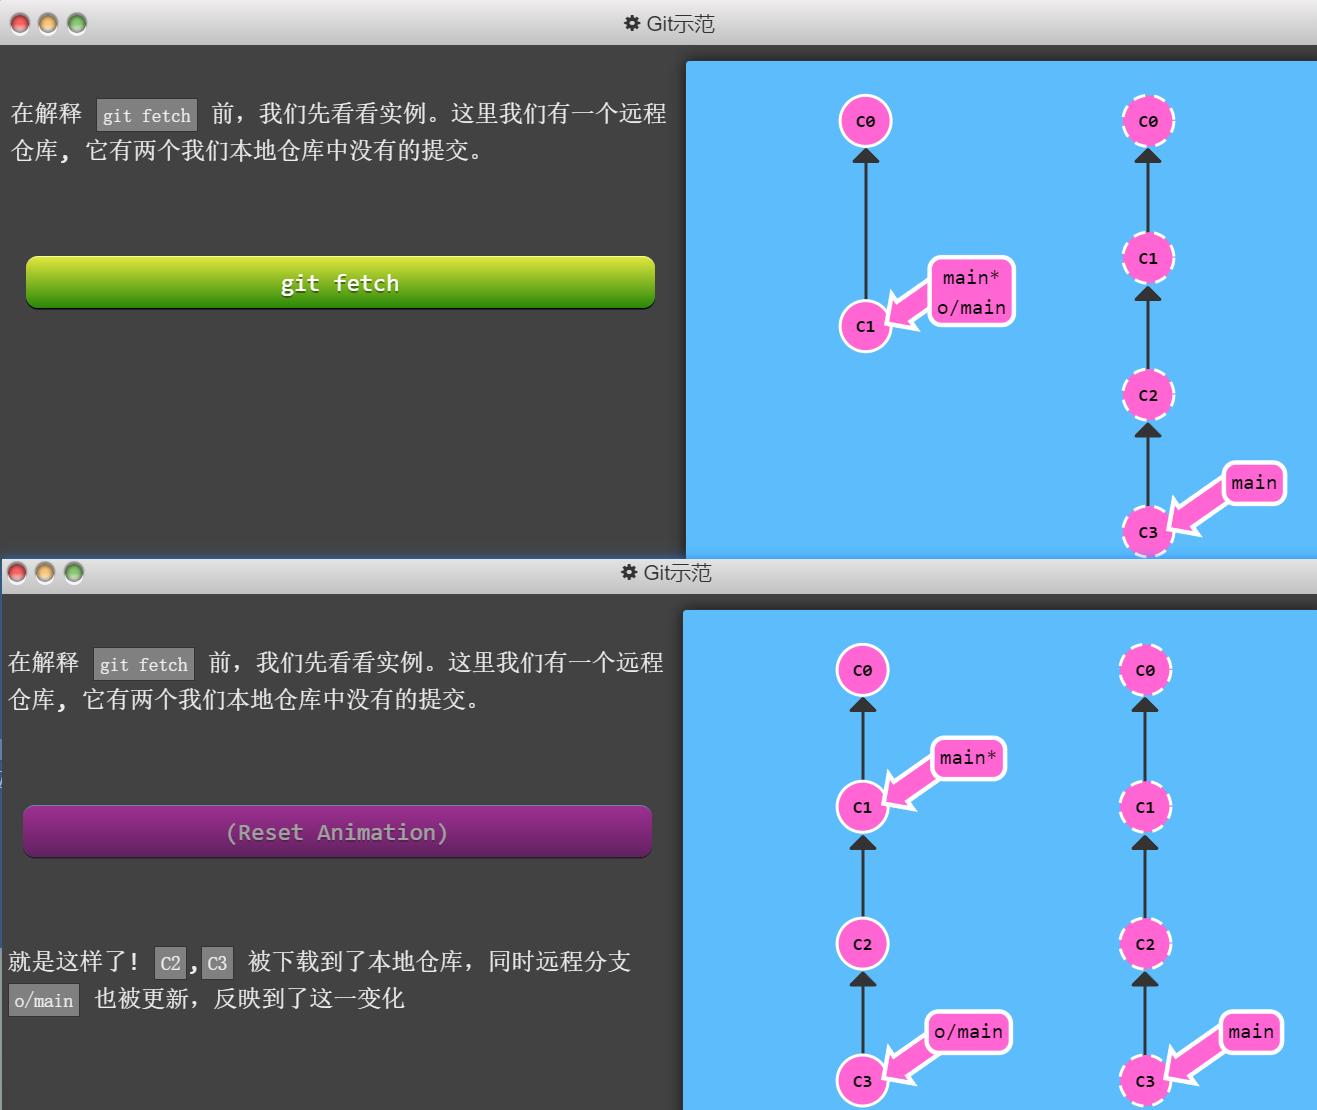 Git示范
在解释 git fetch 前，我们先看看实例。这里我们有一个远程
仓库, 它有两个我们本地仓库中没有的提交。
git fetch
C0
C1
main*
o/main
C0
C1
C2
C3
main
Git示范
在解释 git fetch 前，我们先看看实例。这里我们有一个远程
仓库, 它有两个我们本地仓库中没有的提交。
(Reset Animation)
就是这样了! C2,C3 被下载到了本地仓库，同时远程分支
o/main 也被更新，反映到了这一变化
C0
C1
main*
C2
C3
o/main
C0
C1
C2
C3
main